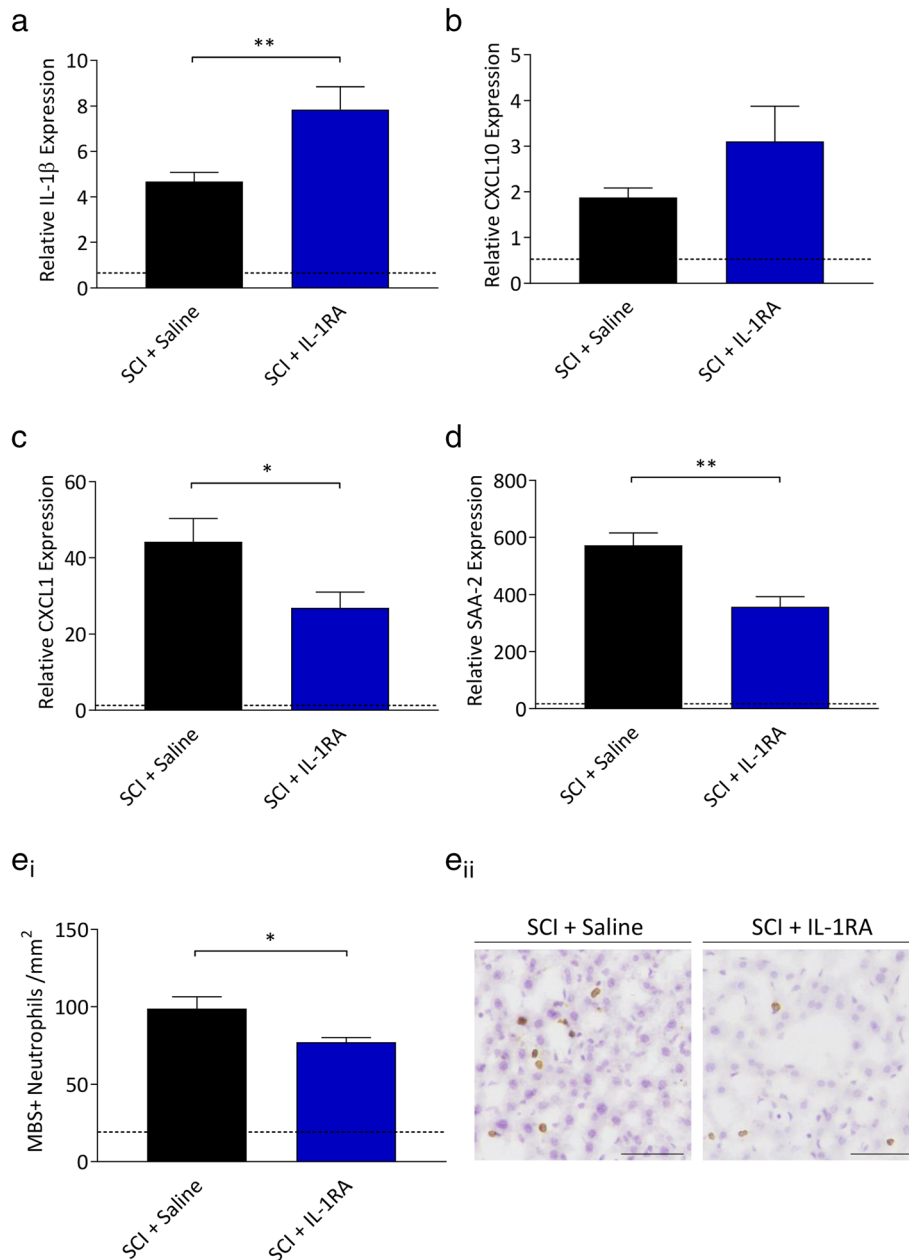 a
**
Relative IL-1β Expression
10
8
6
4
2
0
SCI + Saline
SCI + IL-1RA
b
Relative CXCL10 Expression
5
4
3
2
1
0
SCI + Saline
SCI + IL-1RA
c
*
Relative CXCL1 Expression
60
40
20
0
SCI + Saline
SCI + IL-1RA
d
**
Relative SAA-2 Expression
800
600
400
200
0
SCI + Saline
SCI + IL-1RA
ei
*
MBS+ Neutrophils /mm²
150
100
50
0
SCI + Saline
SCI + IL-1RA
eii
SCI + Saline
SCI + IL-1RA